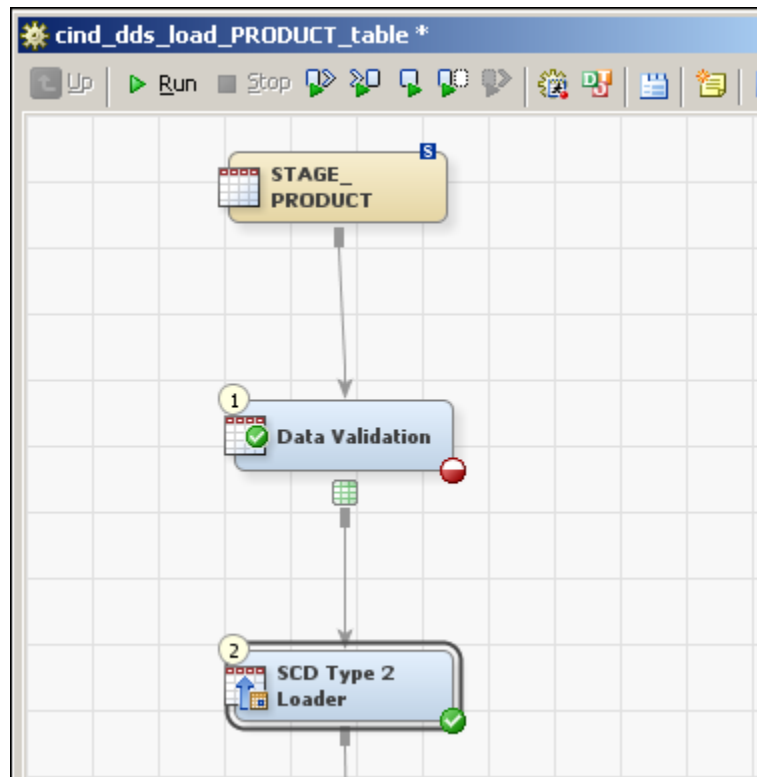 cind_dds_load_PRODUCT_table *
Up Run Stop
S
STAGE_
PRODUCT
1
Data Validation
2
SCD Type 2
Loader